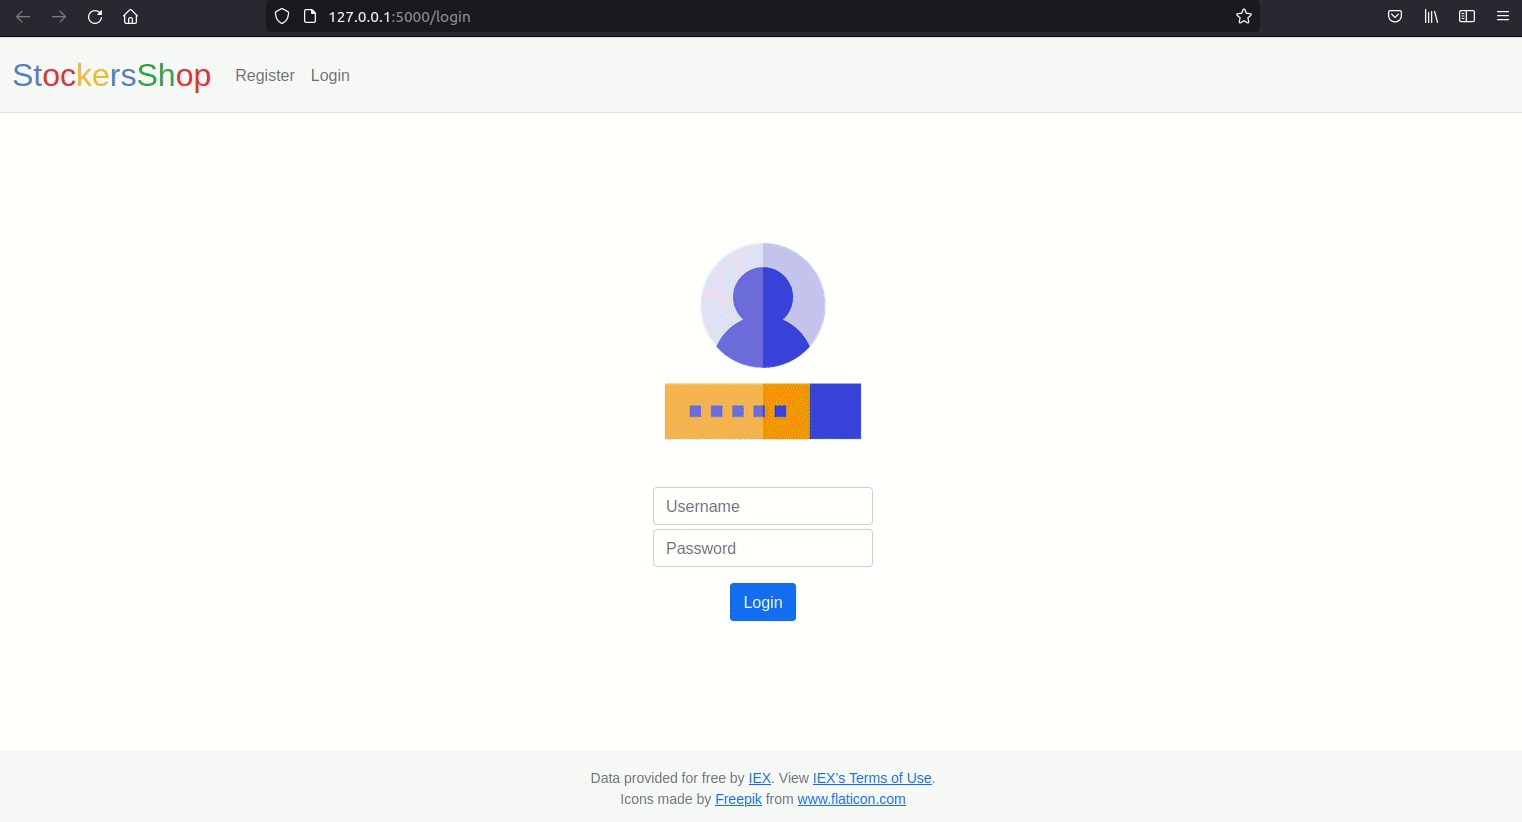 127.0.0.1:5000/login
StockersShop Register Login
Username
Password
Login
Data provided for free by IEX. View IEX's Terms of Use.
Icons made by Freepik from www.flaticon.com